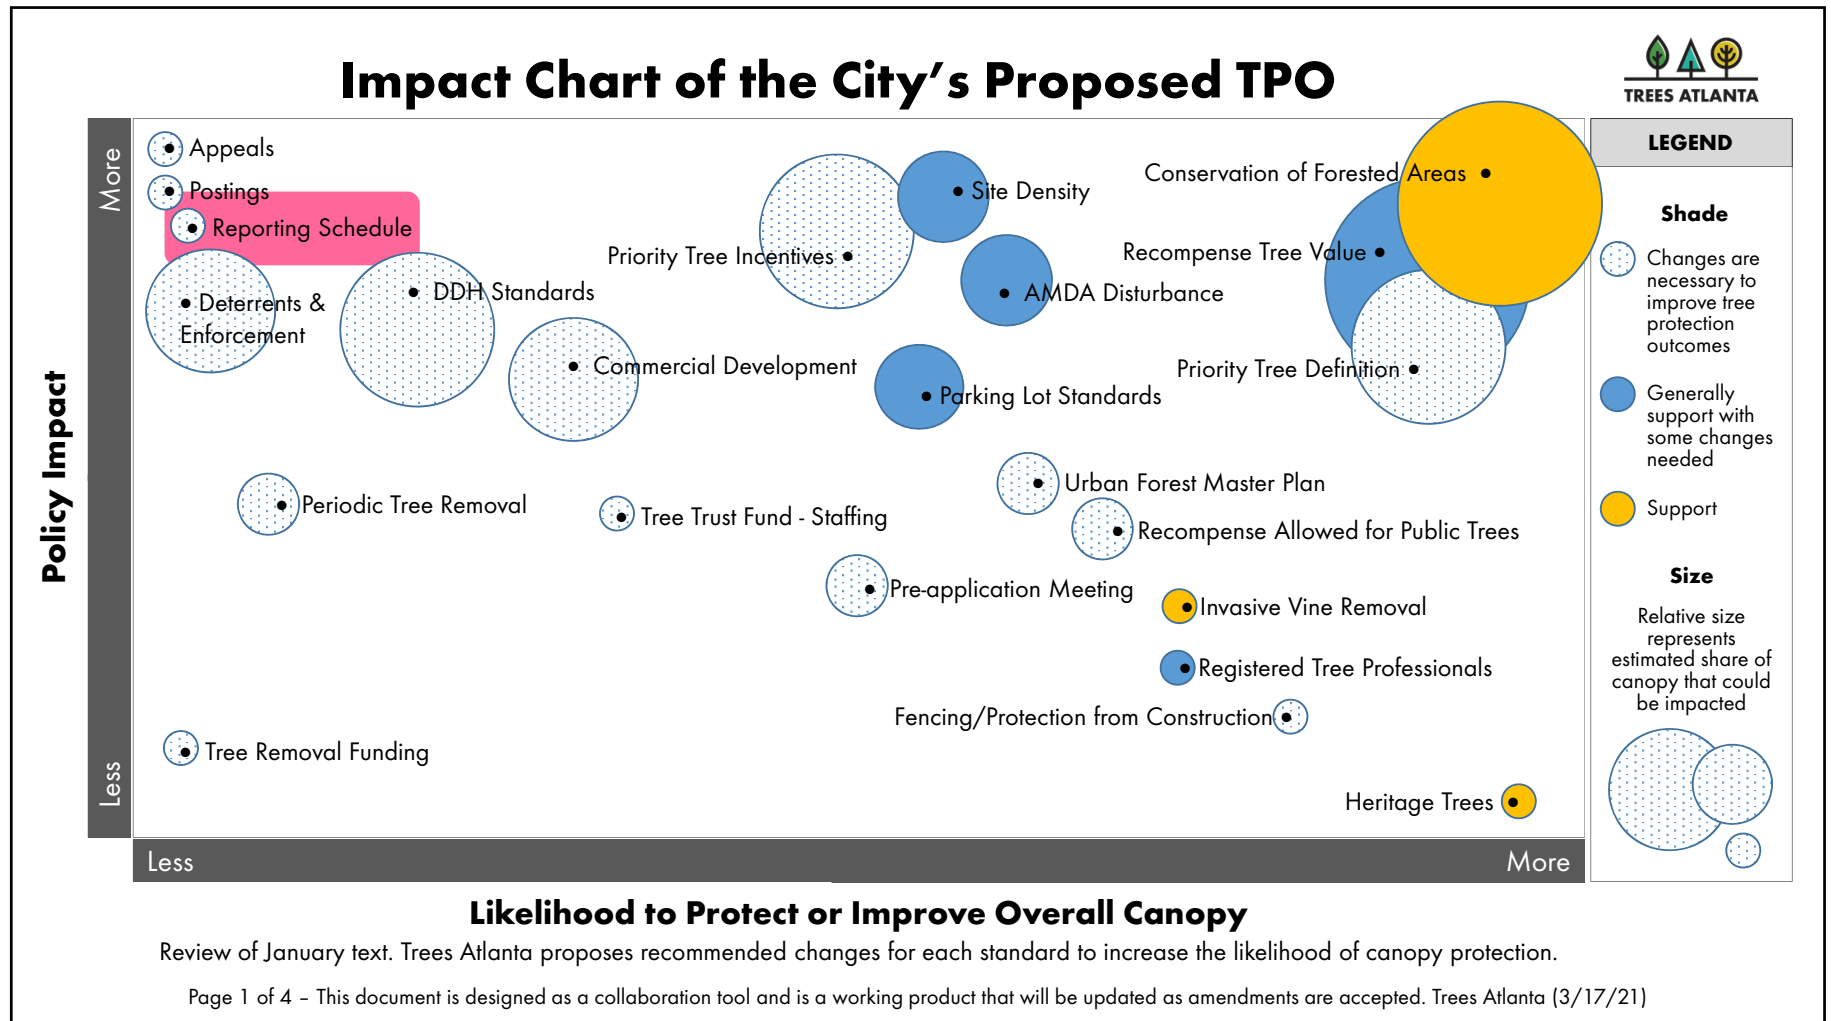 Impact Chart of the City's Proposed TPO
TREES ATLANTA
More
Policy Impact
Less
Appeals
Postings
Reporting Schedule
Deterrents &
Enforcement
DDH Standards
Commercial Development
Priority Tree Incentives
Site Density
AMDA Disturbance
Parking Lot Standards
Conservation of Forested Areas
Recompense Tree Value
Priority Tree Definition
Periodic Tree Removal
Tree Trust Fund - Staffing
Urban Forest Master Plan
Recompense Allowed for Public Trees
Pre-application Meeting
Invasive Vine Removal
Registered Tree Professionals
Fencing/Protection from Construction
Tree Removal Funding
Heritage Trees
LEGEND
Shade
Changes are
necessary to
improve tree
protection
outcomes
Generally
support with
some changes
needed
Support
Size
Relative size
represents
estimated share of
canopy that could
be impacted
Less
More
Likelihood to Protect or Improve Overall Canopy
Review of January text. Trees Atlanta proposes recommended changes for each standard to increase the likelihood of canopy protection.
Page 1 of 4 – This document is designed as a collaboration tool and is a working product that will be updated as amendments are accepted. Trees Atlanta (3/17/21)